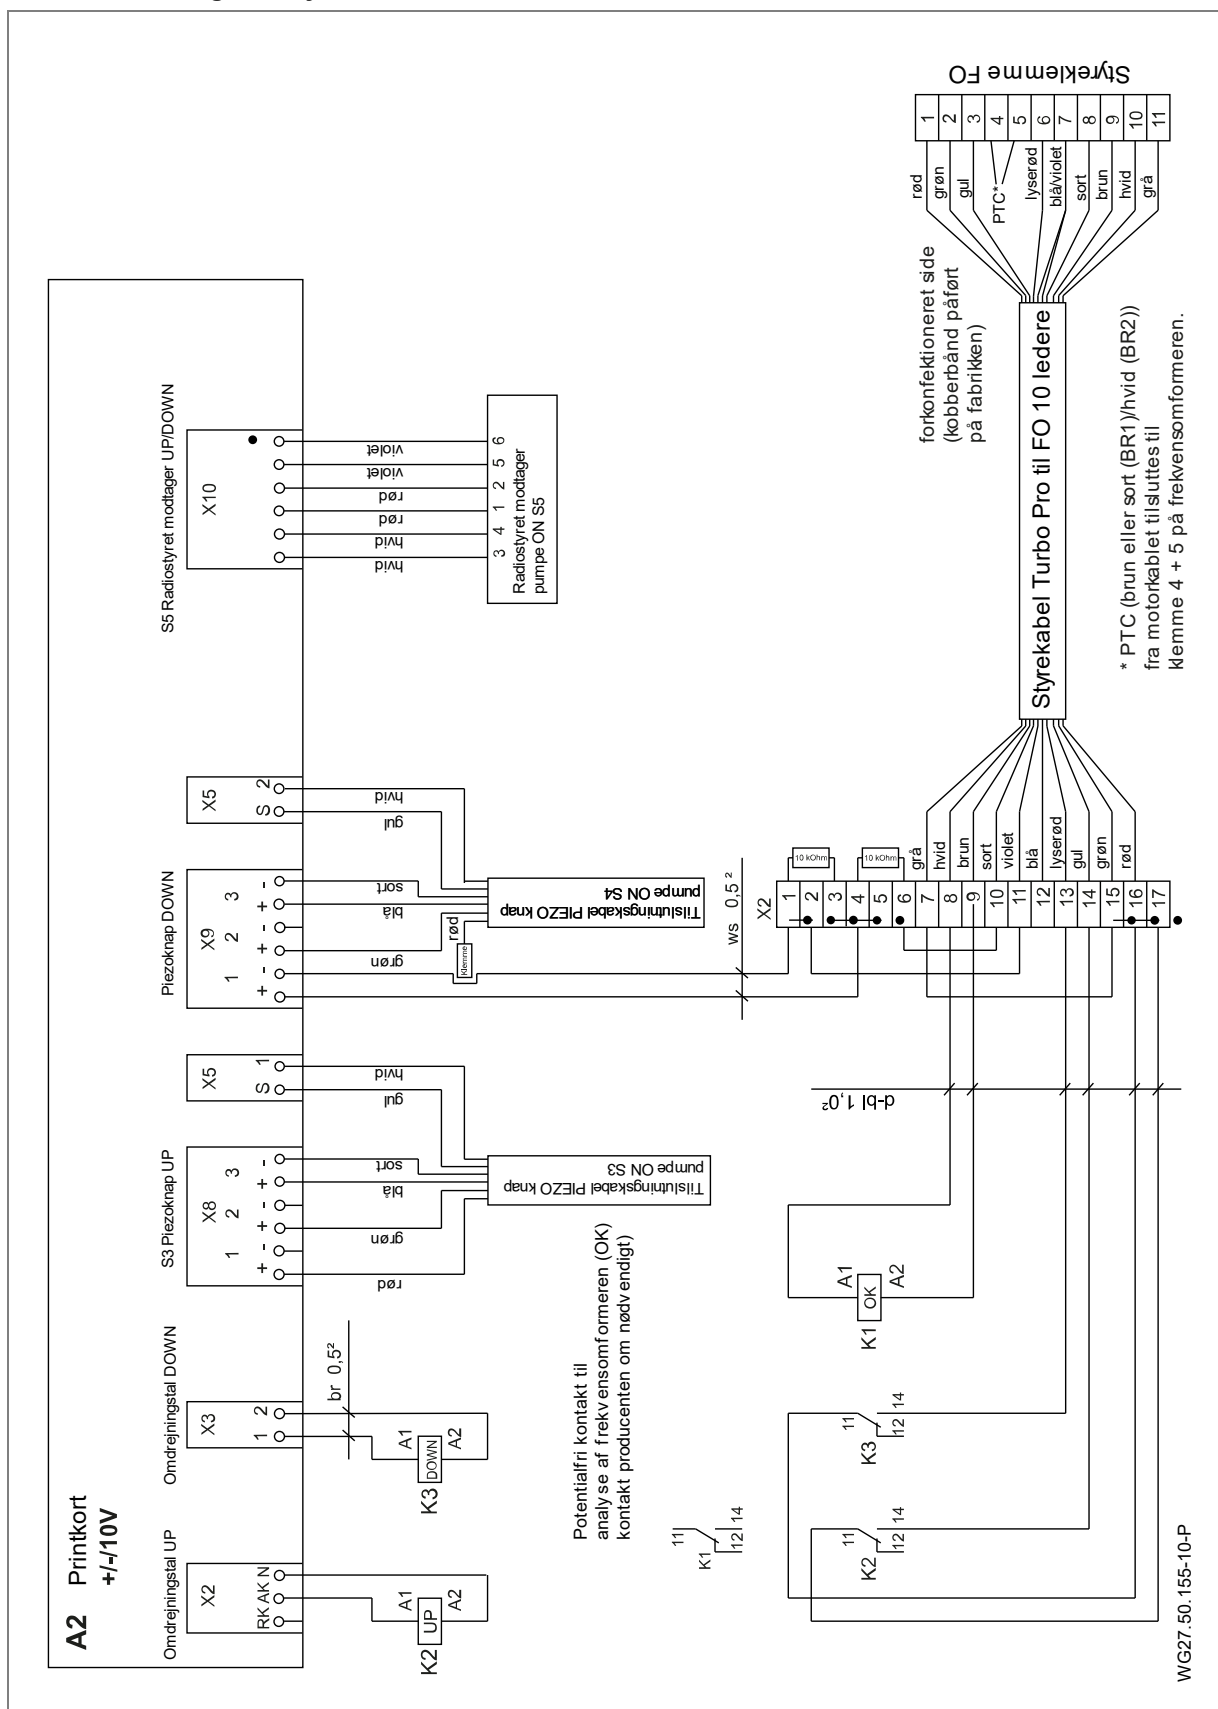 A2 Printkort
+/-/10V
Omdrejningstal UP
X2
RK AK N
A1
K2 UP
A2
Omdrejningstal DOWN
X3
1 2
br 0,5²
A1
K3 DOWN
A2
S3 Piezoknap UP
X8
1 2 3
+ - + - + -
rød
grøn
blå
sort
X5
S 1
gul
hvid
Tilslutningskabel PIEZO knap
pumpe ON S3
Piezoknap DOWN
X9
1 2 3
+ - + - + -
grøn
rød
Klemme
blå
sort
X5
S 2
gul
hvid
Tilslutningskabel PIEZO knap
pumpe ON S4
S5 Radiostyret modtager UP/DOWN
X10
hvid
hvid
rød
rød
violet
violet
3 4 1 2 5 6
Radiostyret modtager
pumpe ON S5
Potentialfri kontakt til
analyse af frekvensomformeren (OK)
kontakt producenten om nødvendigt)
11
K1
12 14
ws 0,5²
X2
10 kOhm
10 kOhm
1
2
3
4
5
6
7
8
9
10
11
12
13
14
15
16
17
grå
hvid
brun
sort
violet
blå
lyserød
gul
grøn
rød
d-bl 1,0²
A1
K1 OK
A2
11
K3
12 14
11
K2
12 14
Styrekabel Turbo Pro til FO 10 ledere
forkonfektioneret side
(kobberbånd påført
på fabrikken)
rød
grøn
gul
PTC*
lyserød
blå/violet
sort
brun
hvid
grå
1
2
3
4
5
6
7
8
9
10
11
Styreklemme FO
* PTC (brun eller sort (BR1)/hvid (BR2))
fra motorkablet tilsluttes til
klemme 4 + 5 på frekvensomformeren.
WG27.50.155-10-P